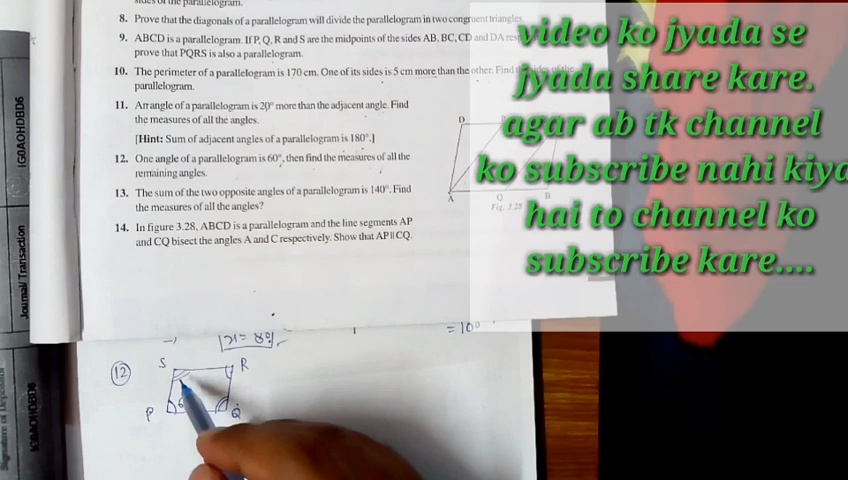 sides of the parallelogram.
8. Prove that the diagonals of a parallelogram will divide the parallelogram in two congruent triangles.
9. ABCD is a parallelogram. If P, Q, R and S are the midpoints of the sides AB, BC, CD and DA
prove that PQRS is also a parallelogram.
10. The perimeter of a parallelogram is 170 cm. One of its sides is 5 cm more than the other. Find
parallelogram.
11. An angle of a parallelogram is 20° more than the adjacent angle. Find
the measures of all the angles.
[Hint: Sum of adjacent angles of a parallelogram is 180°.]
12. One angle of a parallelogram is 60°, then find the measures of all the
remaining angles.
13. The sum of the two opposite angles of a parallelogram is 140°. Find
the measures of all the angles?
14. In figure 3.28, ABCD is a parallelogram and the line segments AP
and CQ bisect the angles A and C respectively. Show that AP॥CQ.
D
A Q B
Fig. 3.28
video ko jyada se
jyada share kare.
agar ab tk channel
ko subscribe nahi kiya
hai to channel ko
subscribe kare....
Journal/ Transaction
IG0AOHDBD6
Signature of Depositor
IG0AOHDBD6
= 10°
12
S R
P 6 Q